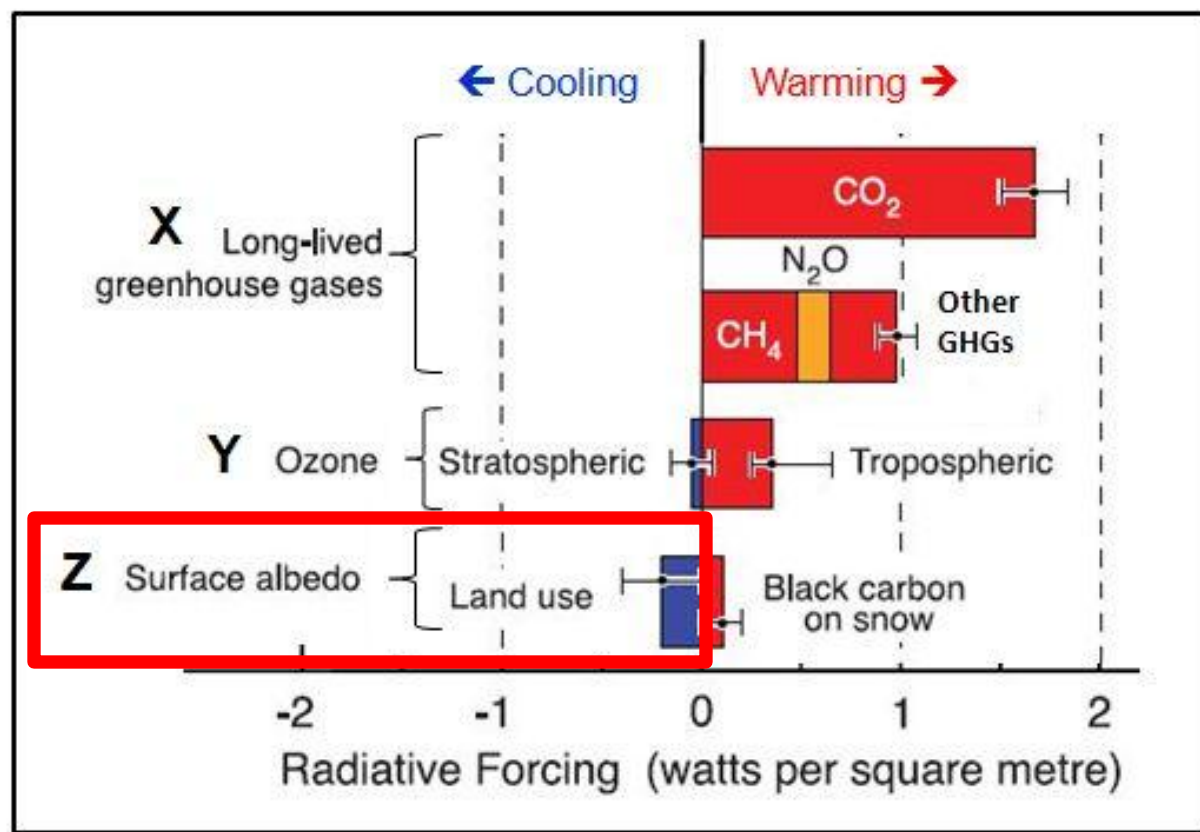 ← Cooling
Warming →
CO₂
X Long-lived
greenhouse gases
N₂O
CH₄
Other
GHGs
Y Ozone
Stratospheric
Tropospheric
Z Surface albedo
Land use
Black carbon
on snow
-2 -1 0 1 2
Radiative Forcing (watts per square metre)